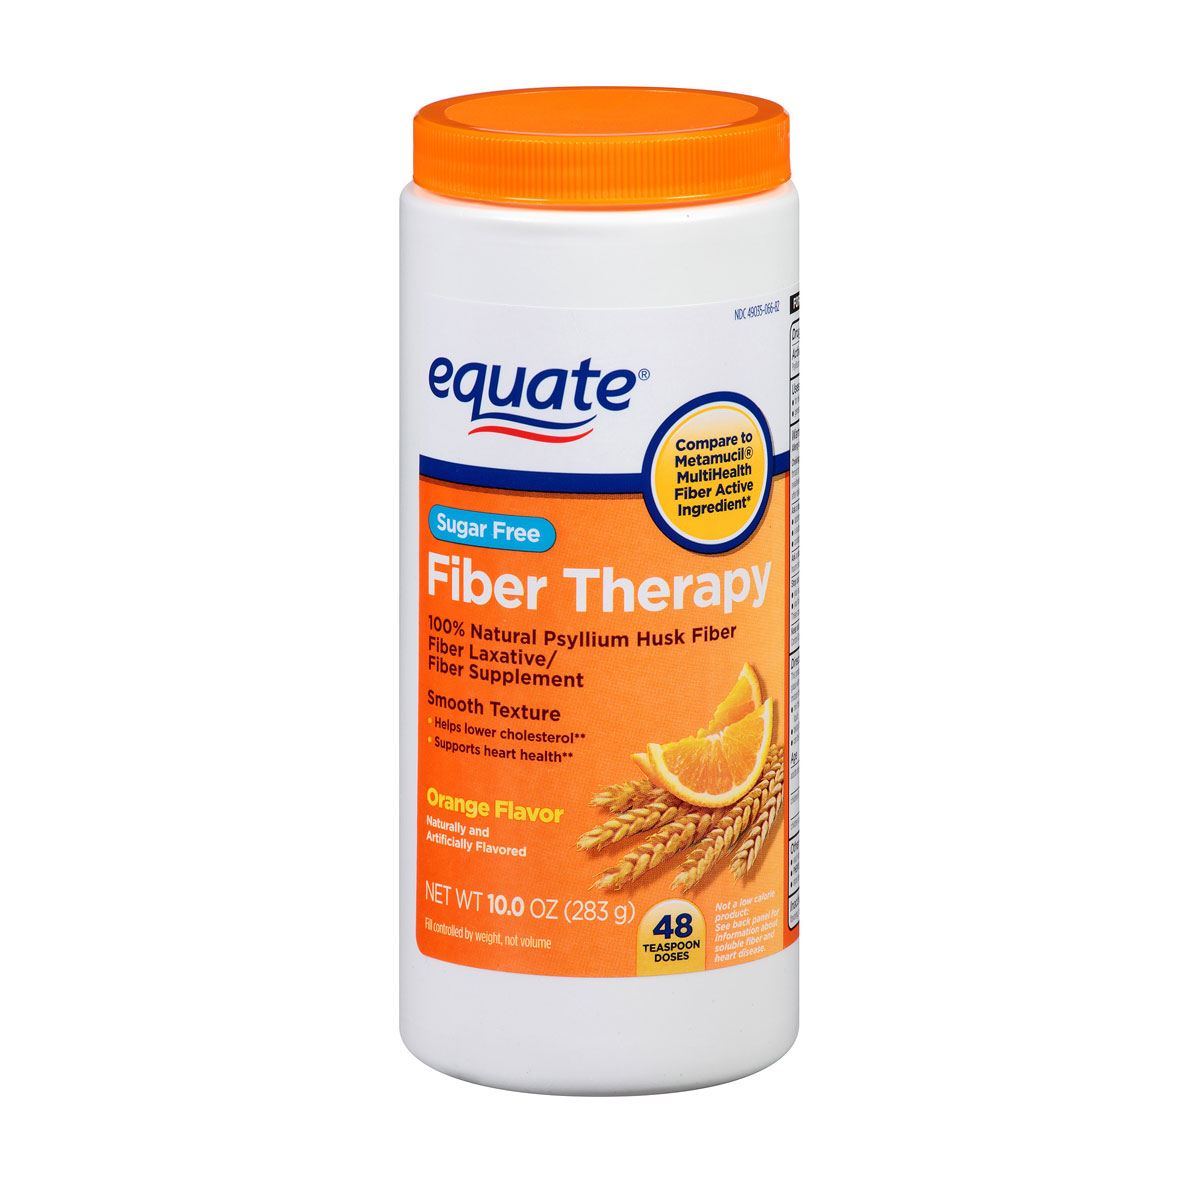 NDC 49035-066-82
equate®
Compare to
Metamucil®
MultiHealth
Fiber Active
Ingredient*
Sugar Free
Fiber Therapy
100% Natural Psyllium Husk Fiber
Fiber Laxative/
Fiber Supplement
Smooth Texture
• Helps lower cholesterol**
• Supports heart health**
Orange Flavor
Naturally and
Artificially Flavored
NET WT 10.0 OZ (283 g)
Fill controlled by weight, not volume
48
TEASPOON
DOSES
Not a low calorie
product:
See back panel for
information about
soluble fiber and
heart disease.